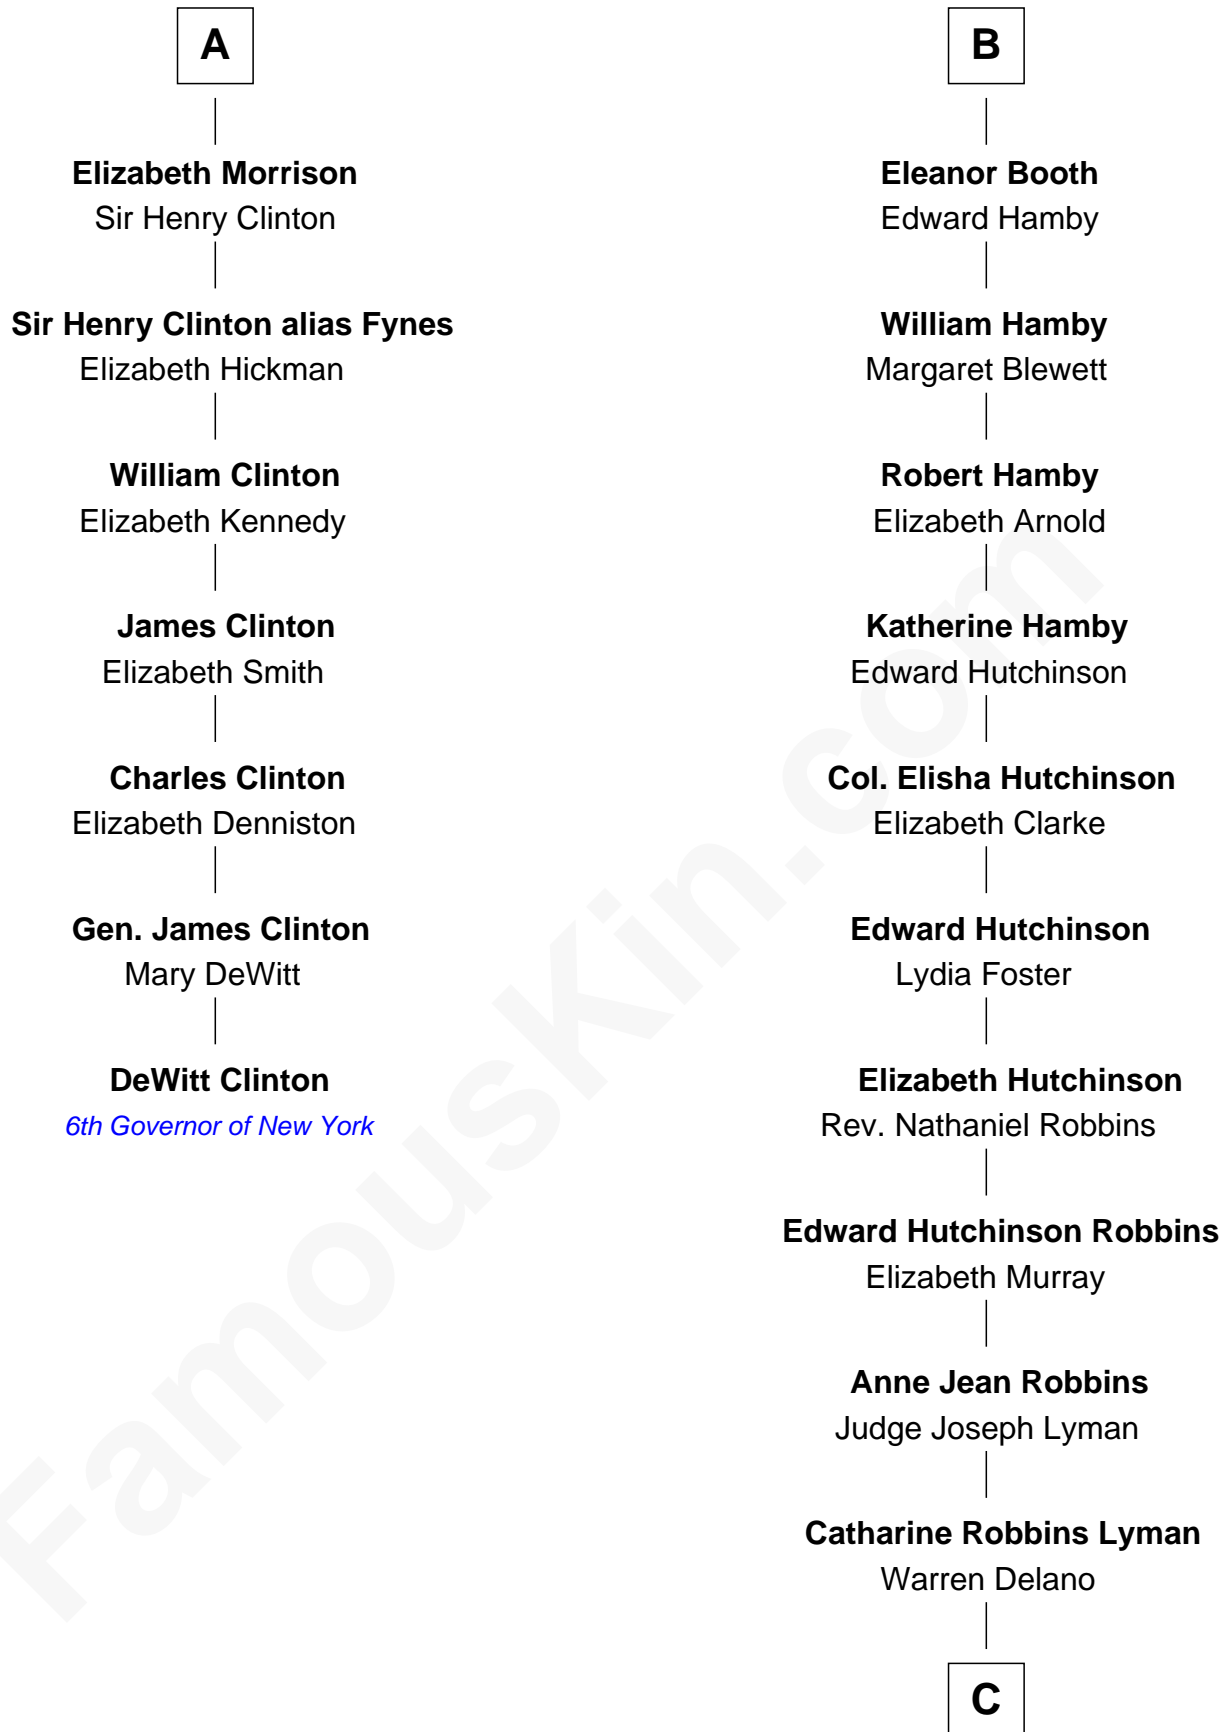 A
Elizabeth Morrison
Sir Henry Clinton
Sir Henry Clinton alias Fynes
Elizabeth Hickman
William Clinton
Elizabeth Kennedy
James Clinton
Elizabeth Smith
Charles Clinton
Elizabeth Denniston
Gen. James Clinton
Mary DeWitt
DeWitt Clinton
6th Governor of New York
B
Eleanor Booth
Edward Hamby
William Hamby
Margaret Blewett
Robert Hamby
Elizabeth Arnold
Katherine Hamby
Edward Hutchinson
Col. Elisha Hutchinson
Elizabeth Clarke
Edward Hutchinson
Lydia Foster
Elizabeth Hutchinson
Rev. Nathaniel Robbins
Edward Hutchinson Robbins
Elizabeth Murray
Anne Jean Robbins
Judge Joseph Lyman
Catharine Robbins Lyman
Warren Delano
C
FamousKin.com